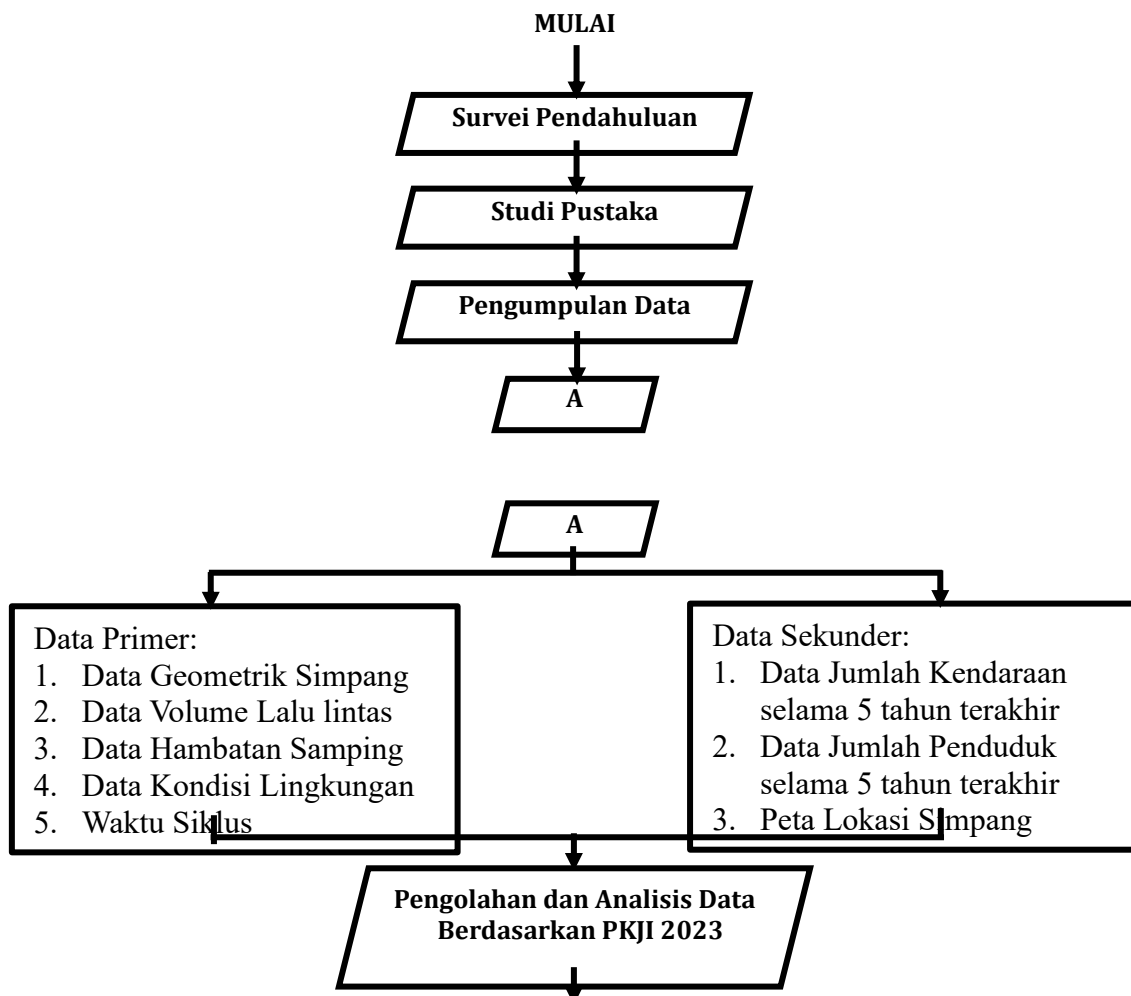 MULAI
Survei Pendahuluan
Studi Pustaka
Pengumpulan Data
A
A
Data Primer:
1. Data Geometrik Simpang
2. Data Volume Lalu lintas
3. Data Hambatan Samping
4. Data Kondisi Lingkungan
5. Waktu Siklus
Data Sekunder:
1. Data Jumlah Kendaraan
selama 5 tahun terakhir
2. Data Jumlah Penduduk
selama 5 tahun terakhir
3. Peta Lokasi Simpang
Pengolahan dan Analisis Data
Berdasarkan PKJI 2023